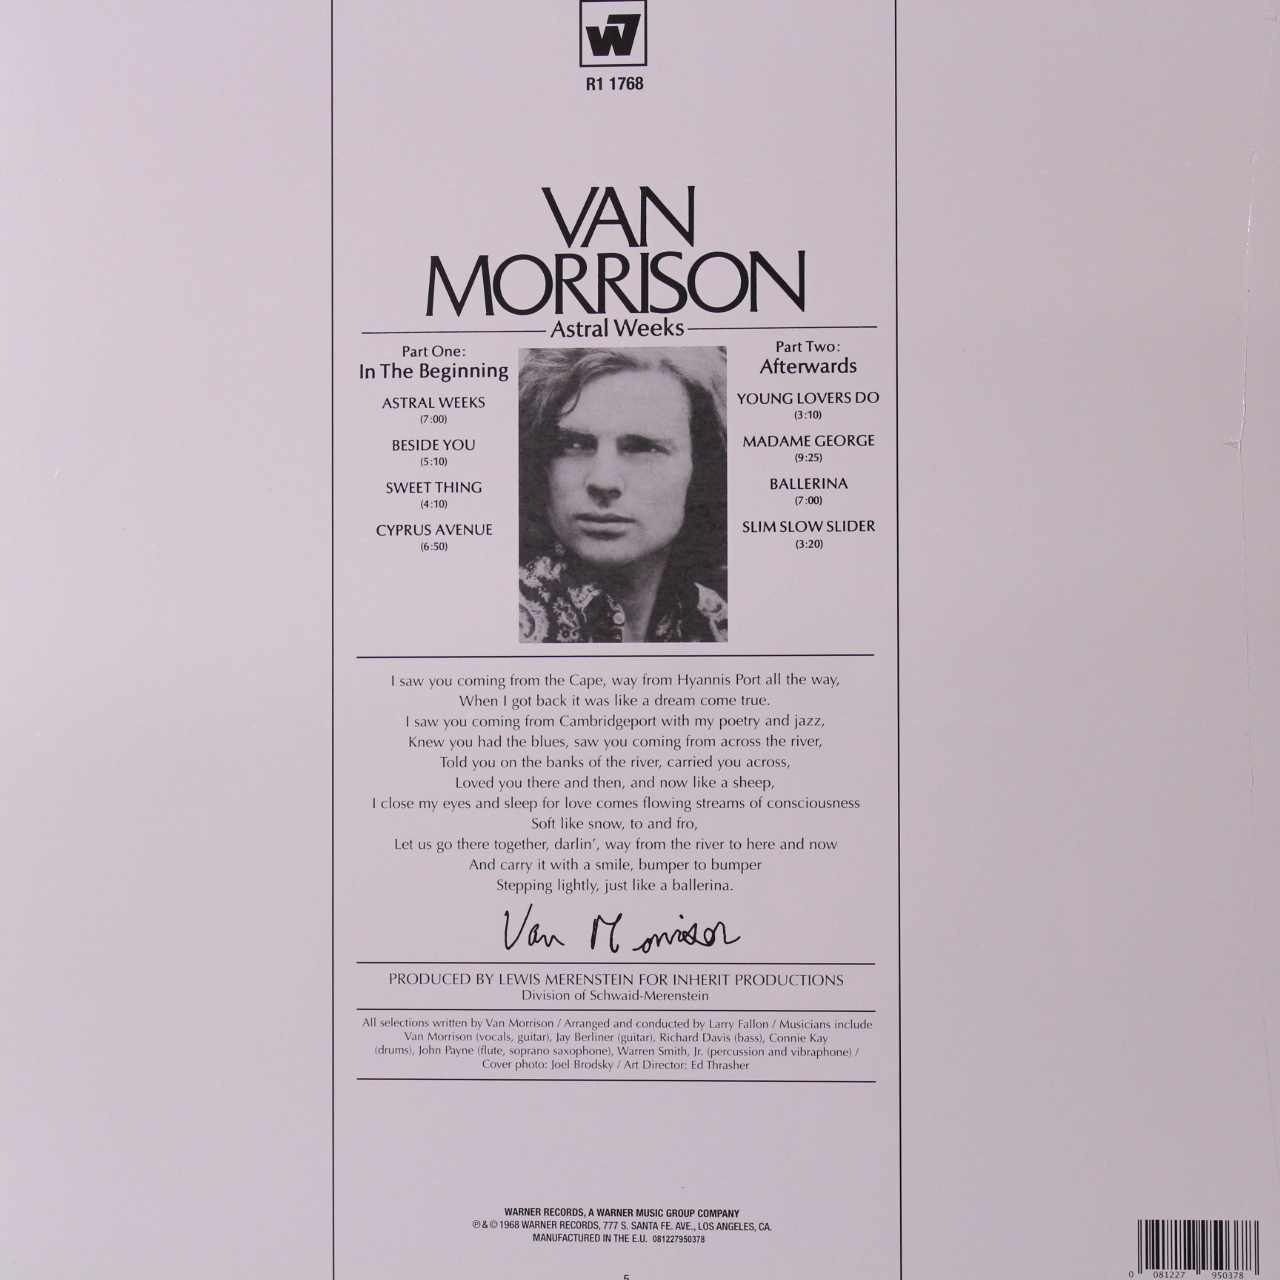 W7
R1 1768
VAN
MORRISON
Astral Weeks
Part One:
In The Beginning
ASTRAL WEEKS
(7:00)
BESIDE YOU
(5:10)
SWEET THING
(4:10)
CYPRUS AVENUE
(6:50)
Part Two:
Afterwards
YOUNG LOVERS DO
(3:10)
MADAME GEORGE
(9:25)
BALLERINA
(7:00)
SLIM SLOW SLIDER
(3:20)
I saw you coming from the Cape, way from Hyannis Port all the way,
When I got back it was like a dream come true.
I saw you coming from Cambridgeport with my poetry and jazz,
Knew you had the blues, saw you coming from across the river,
Told you on the banks of the river, carried you across,
Loved you there and then, and now like a sheep,
I close my eyes and sleep for love comes flowing streams of consciousness
Soft like snow, to and fro,
Let us go there together, darlin', way from the river to here and now
And carry it with a smile, bumper to bumper
Stepping lightly, just like a ballerina.
Van Morrison
PRODUCED BY LEWIS MERENSTEIN FOR INHERIT PRODUCTIONS
Division of Schwaid-Merenstein
All selections written by Van Morrison / Arranged and conducted by Larry Fallon / Musicians include
Van Morrison (vocals, guitar), Jay Berliner (guitar), Richard Davis (bass), Connie Kay
(drums), John Payne (flute, soprano saxophone), Warren Smith, Jr. (percussion and vibraphone) /
Cover photo: Joel Brodsky / Art Director: Ed Thrasher
WARNER RECORDS, A WARNER MUSIC GROUP COMPANY
℗ & © 1968 WARNER RECORDS, 777 S. SANTA FE. AVE., LOS ANGELES, CA.
MANUFACTURED IN THE E.U. 081227950378
0 081227 950378
5